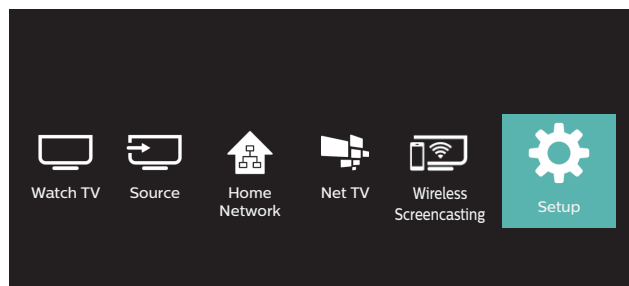 Watch TV
Source
Home
Network
Net TV
Wireless
Screencasting
Setup